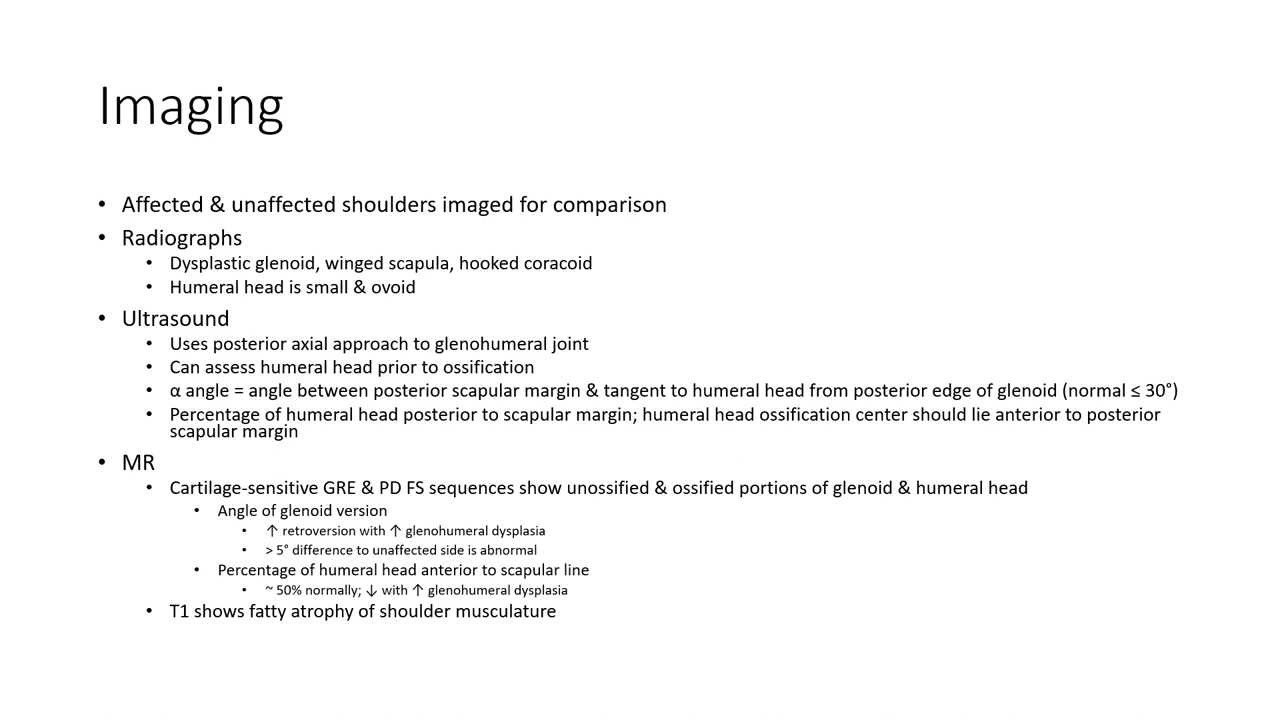 Imaging
• Affected & unaffected shoulders imaged for comparison
• Radiographs
• Dysplastic glenoid, winged scapula, hooked coracoid
• Humeral head is small & ovoid
• Ultrasound
• Uses posterior axial approach to glenohumeral joint
• Can assess humeral head prior to ossification
• α angle = angle between posterior scapular margin & tangent to humeral head from posterior edge of glenoid (normal ≤ 30°)
• Percentage of humeral head posterior to scapular margin; humeral head ossification center should lie anterior to posterior
scapular margin
• MR
• Cartilage-sensitive GRE & PD FS sequences show unossified & ossified portions of glenoid & humeral head
• Angle of glenoid version
• ↑ retroversion with ↑ glenohumeral dysplasia
• > 5° difference to unaffected side is abnormal
• Percentage of humeral head anterior to scapular line
• ~ 50% normally; ↓ with ↑ glenohumeral dysplasia
• T1 shows fatty atrophy of shoulder musculature